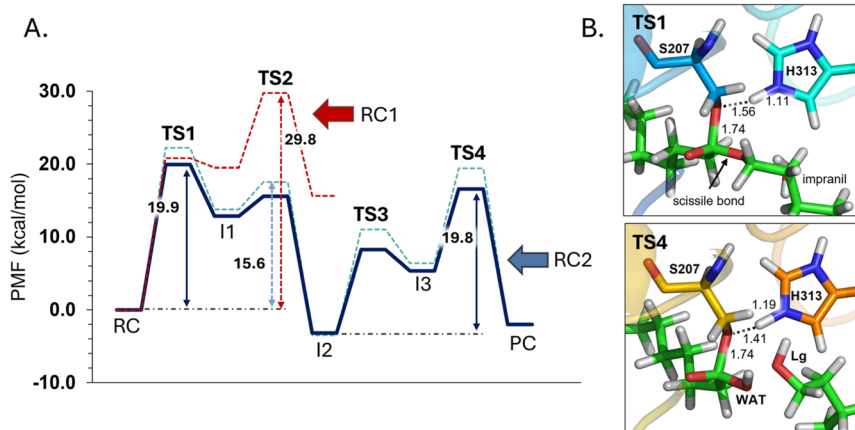 A.
30.0
20.0
10.0
0.0
-10.0
PMF (kcal/mol)
TS1
TS2
TS3
TS4
RC1
RC2
29.8
19.9
15.6
19.8
RC
I1
I2
I3
PC
B.
TS1
S207
H313
1.56
1.11
1.74
impranil
scissile bond
TS4
S207
H313
1.19
1.41
1.74
Lg
WAT